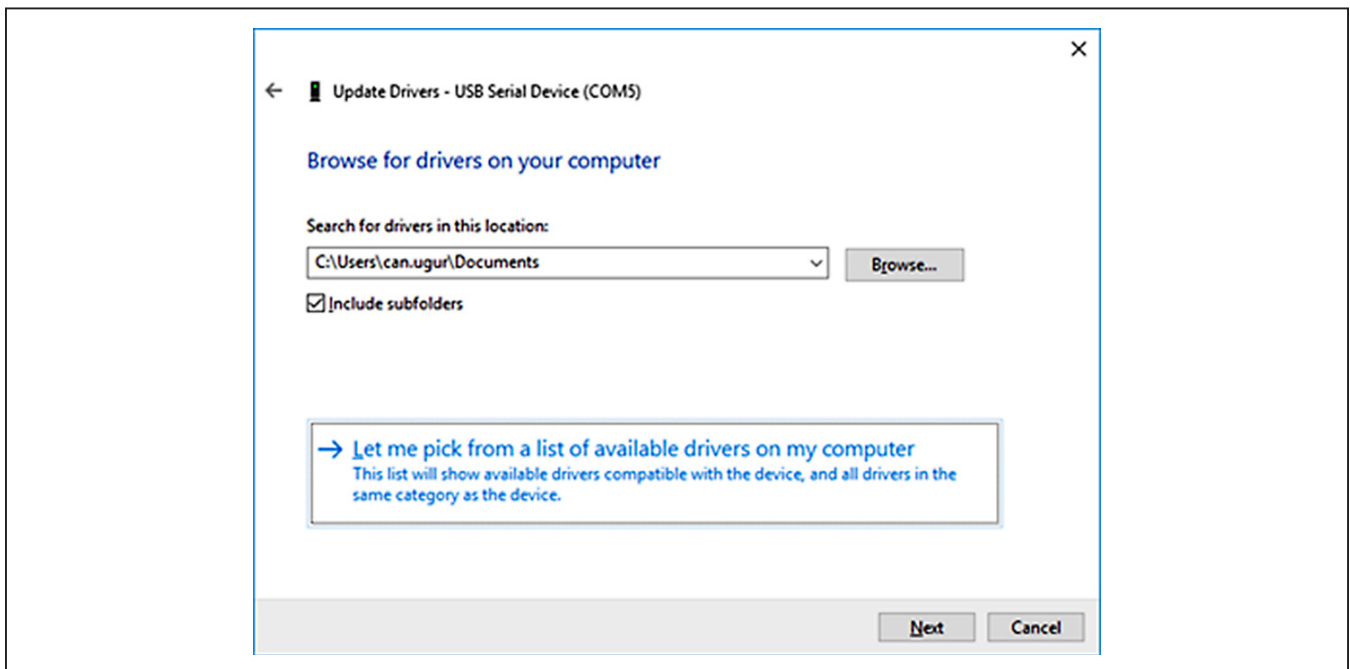 Update Drivers - USB Serial Device (COM5)
Browse for drivers on your computer
Search for drivers in this location:
C:\Users\can.ugur\Documents
Browse...
Include subfolders
Let me pick from a list of available drivers on my computer
This list will show available drivers compatible with the device, and all drivers in the
same category as the device.
Next
Cancel